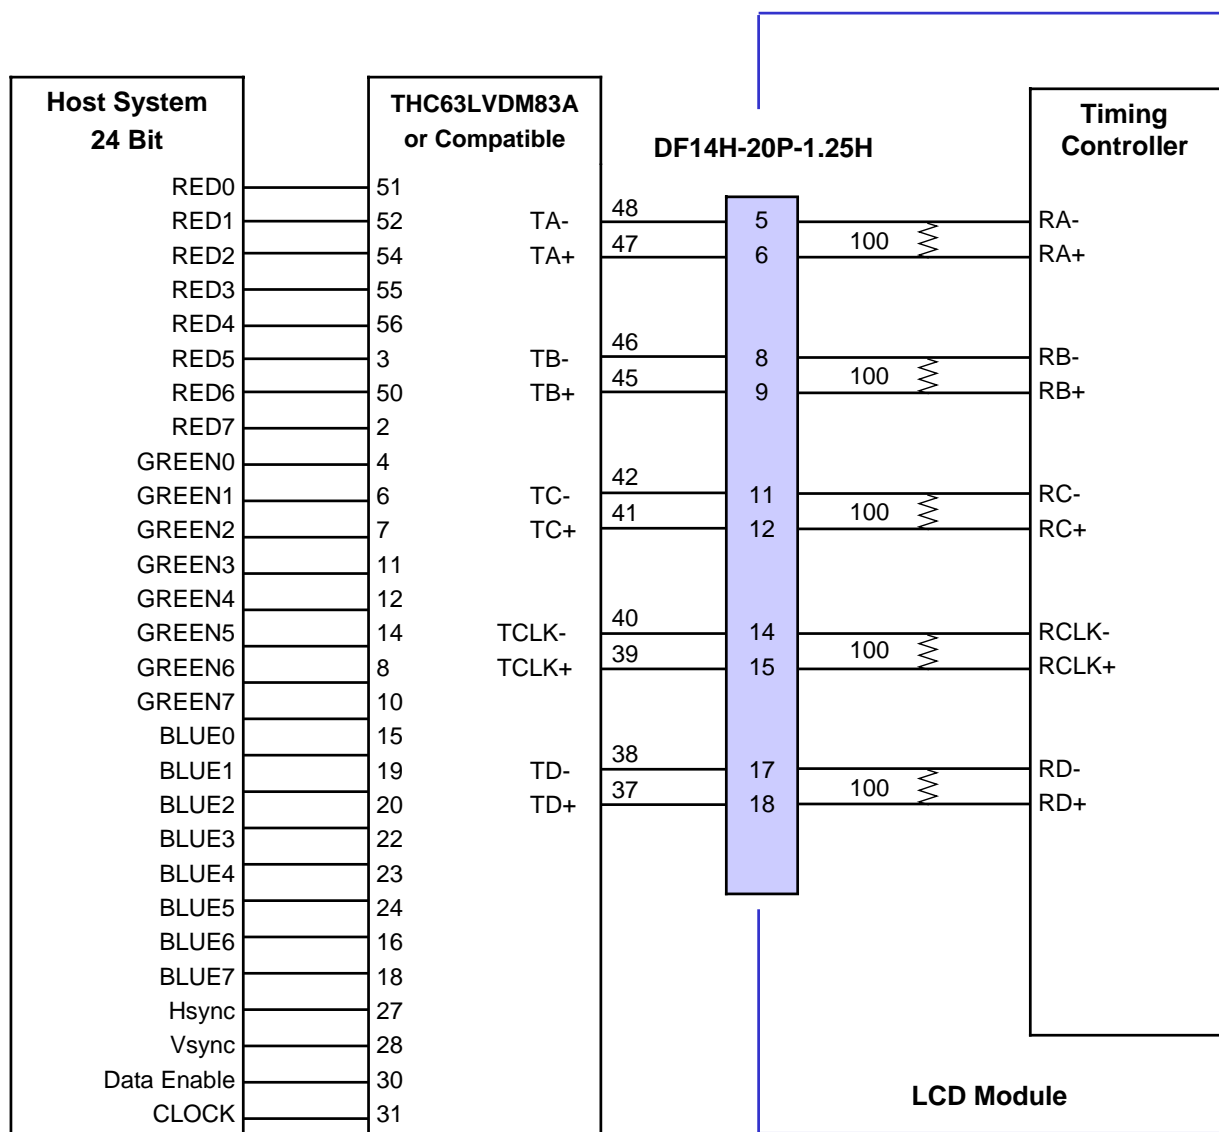 Host System
24 Bit
THC63LVDM83A
or Compatible
DF14H-20P-1.25H
Timing
Controller
RED0 51
RED1 52 TA- 48 5 RA-
100
RED2 54 TA+ 47 6 RA+
RED3 55
RED4 56
RED5 3 TB- 46 8 RB-
100
RED6 50 TB+ 45 9 RB+
RED7 2
GREEN0 4
GREEN1 6 TC- 42 11 RC-
100
GREEN2 7 TC+ 41 12 RC+
GREEN3 11
GREEN4 12
GREEN5 14 TCLK- 40 14 RCLK-
100
GREEN6 8 TCLK+ 39 15 RCLK+
GREEN7 10
BLUE0 15
BLUE1 19 TD- 38 17 RD-
100
BLUE2 20 TD+ 37 18 RD+
BLUE3 22
BLUE4 23
BLUE5 24
BLUE6 16
BLUE7 18
Hsync 27
Vsync 28
Data Enable 30
CLOCK 31
LCD Module